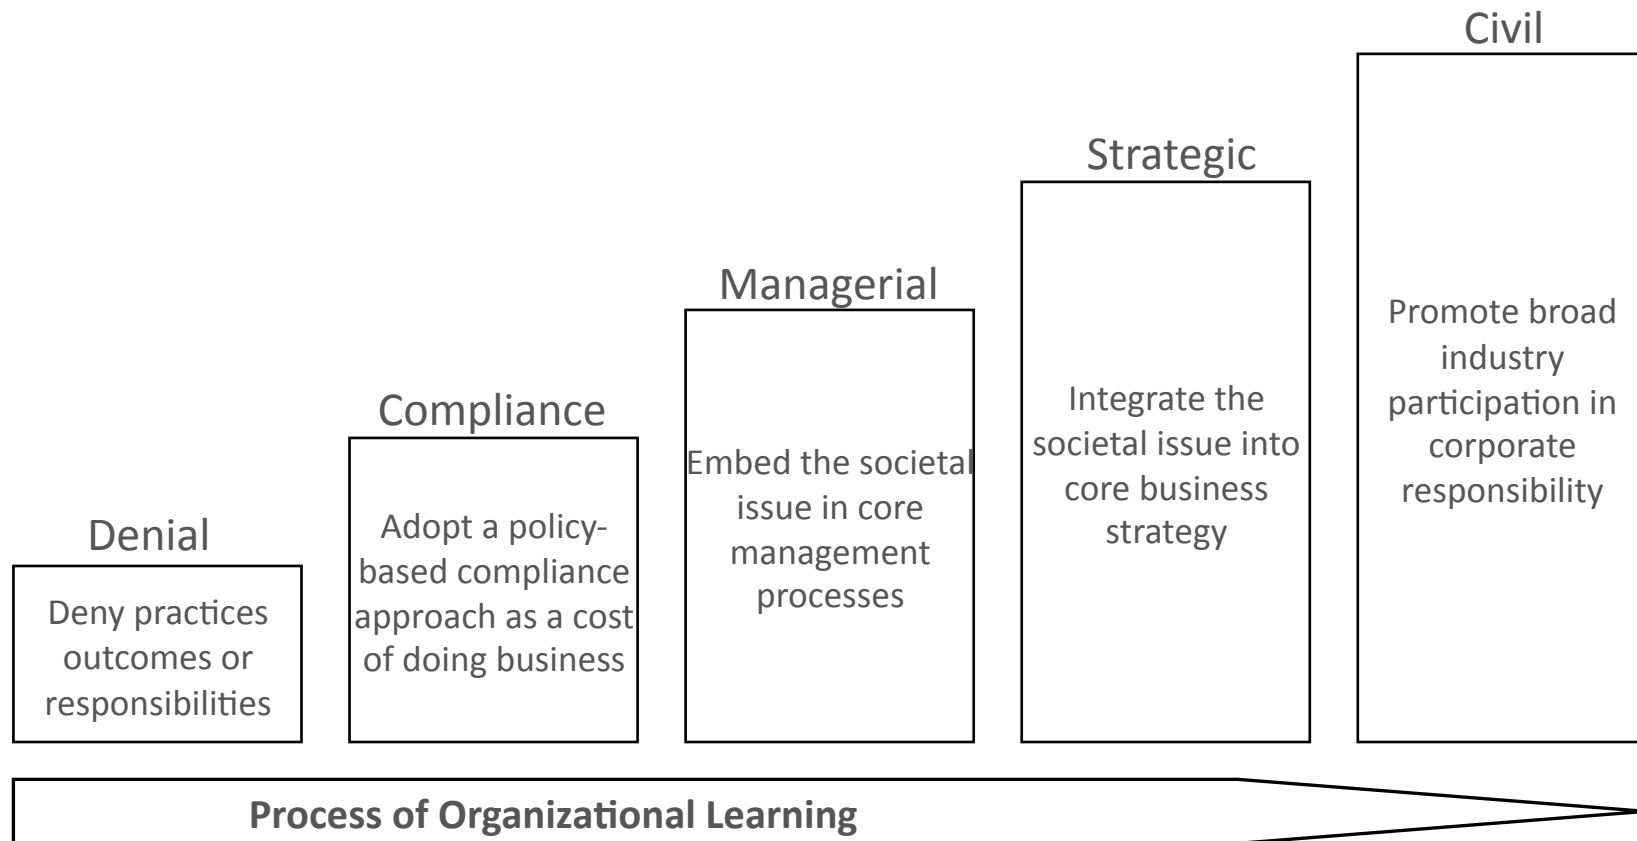 Denial
Deny practices
outcomes or
responsibilities
Compliance
Adopt a policy-
based compliance
approach as a cost
of doing business
Managerial
Embed the societal
issue in core
management
processes
Strategic
Integrate the
societal issue into
core business
strategy
Civil
Promote broad
industry
participation in
corporate
responsibility
Process of Organizational Learning